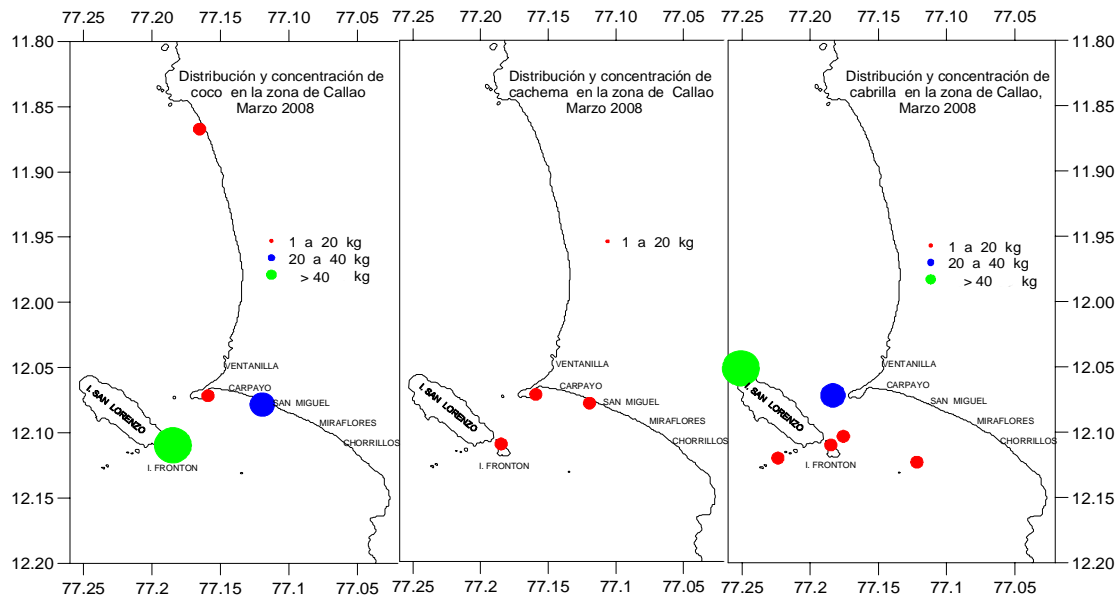 77.25 77.20 77.15 77.10 77.05 77.25 77.20 77.15 77.10 77.05 77.25 77.20 77.15 77.10 77.05
11.80
11.85
11.90
11.95
12.00
12.05
12.10
12.15
12.20
Distribución y concentración de
coco en la zona de Callao
Marzo 2008
1 a 20 kg
20 a 40 kg
> 40 kg
VENTANILLA
CARPAYO
SAN MIGUEL
MIRAFLORES
CHORRILLOS
I. SAN LORENZO
I. FRONTON
Distribución y concentración de
cachema en la zona de Callao
Marzo 2008
1 a 20 kg
VENTANILLA
CARPAYO
SAN MIGUEL
MIRAFLORES
CHORRILLOS
I. SAN LORENZO
I. FRONTON
Distribución y concentración de
cabrilla en la zona de Callao,
Marzo 2008
1 a 20 kg
20 a 40 kg
> 40 kg
VENTANILLA
CARPAYO
SAN MIGUEL
MIRAFLORES
CHORRILLOS
I. SAN LORENZO
I. FRONTON
11.80
11.85
11.90
11.95
12.00
12.05
12.10
12.15
12.20
77.25 77.20 77.15 77.10 77.05 77.25 77.20 77.15 77.10 77.05 77.25 77.20 77.15 77.10 77.05